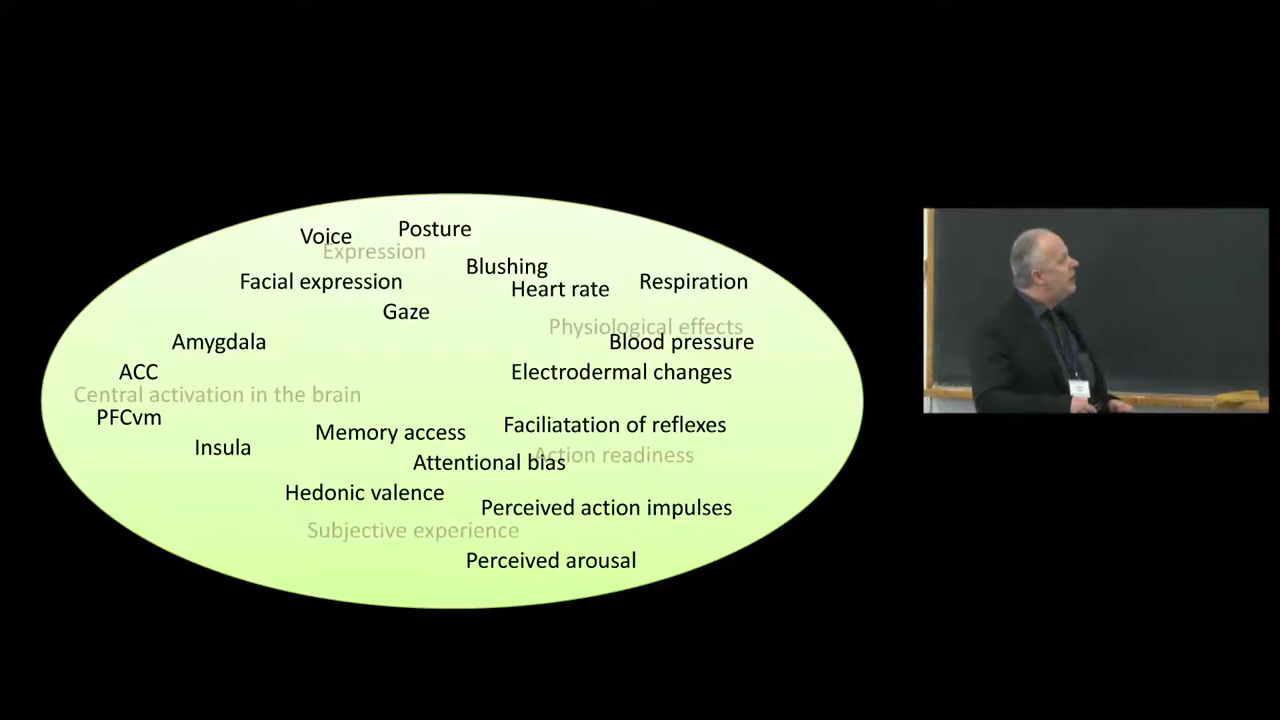 Voice
Posture
Expression
Blushing
Facial expression
Heart rate
Respiration
Gaze
Physiological effects
Amygdala
Blood pressure
ACC
Electrodermal changes
Central activation in the brain
PFCvm
Faciliatation of reflexes
Memory access
Insula
Action readiness
Attentional bias
Hedonic valence
Perceived action impulses
Subjective experience
Perceived arousal